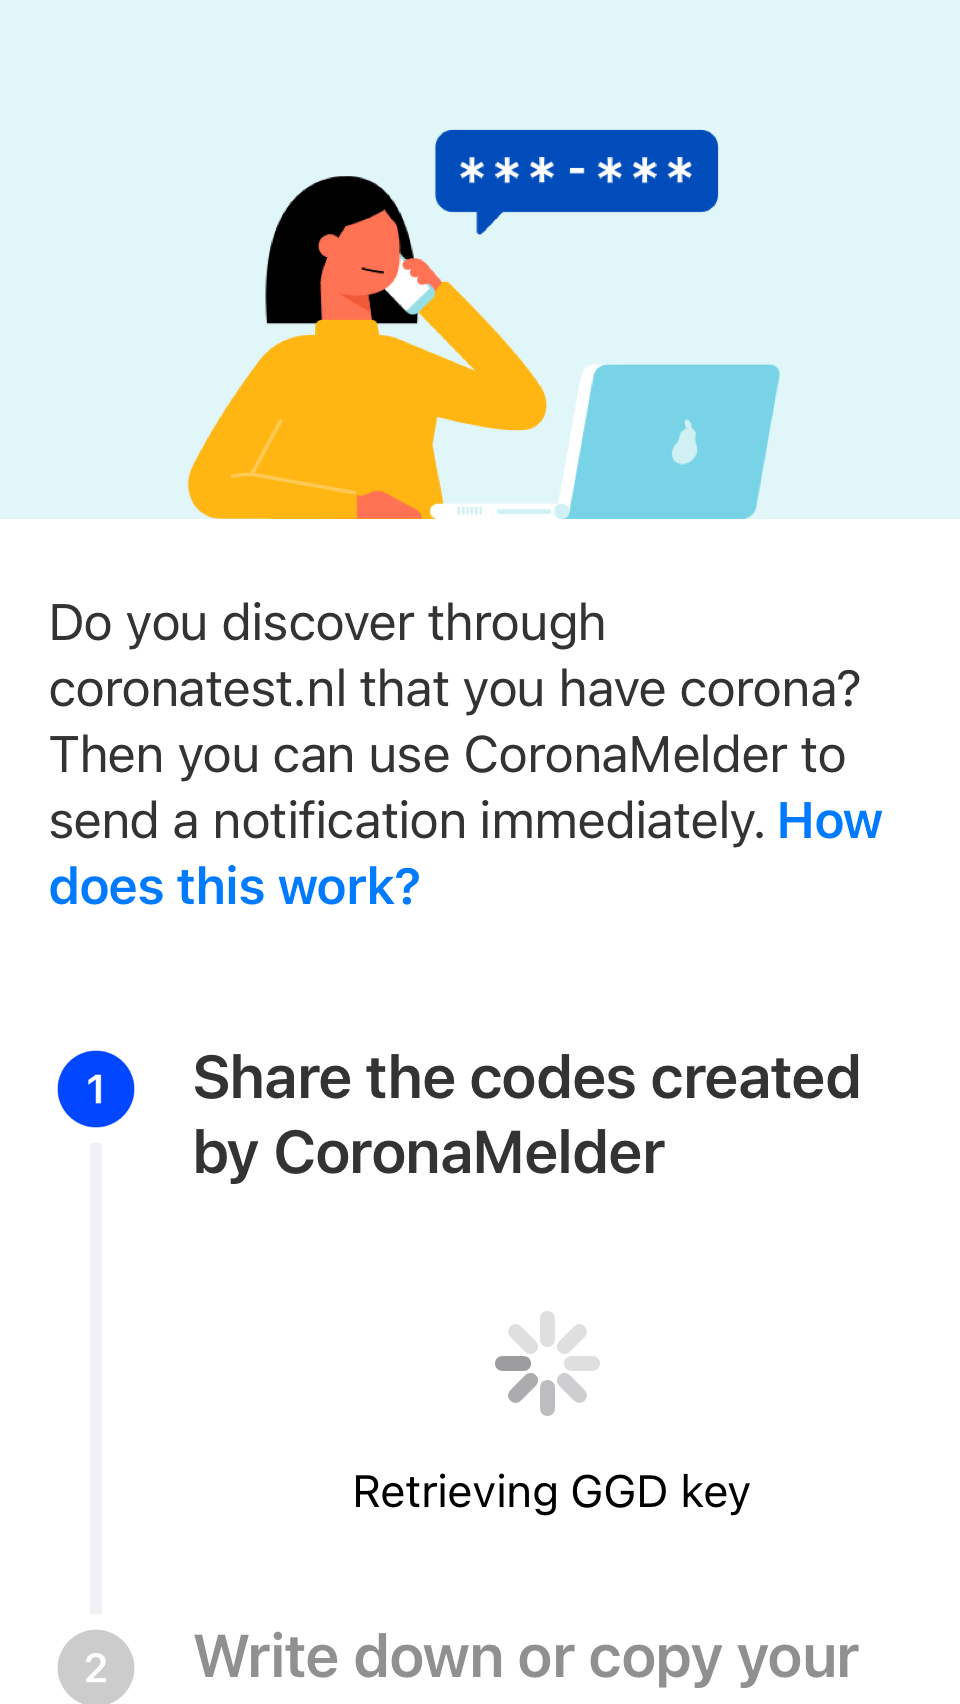 ***-***
Do you discover through
coronatest.nl that you have corona?
Then you can use CoronaMelder to
send a notification immediately. How
does this work?
1
Share the codes created
by CoronaMelder
Retrieving GGD key
2
Write down or copy your